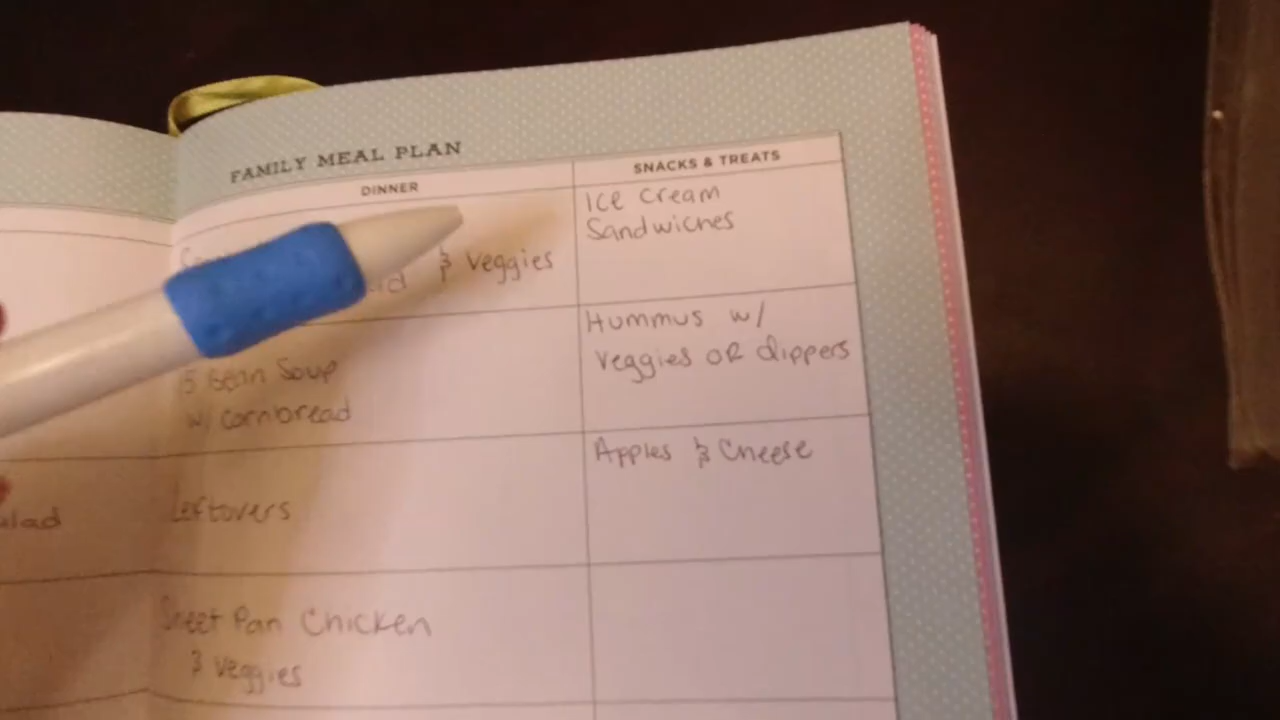 FAMILY MEAL PLAN
DINNER
SNACKS & TREATS
Ice Cream
Sandwiches
& Veggies
Hummus w/
Veggies OR dippers
15 Bean Soup
w/ cornbread
Apples & Cheese
Leftovers
Sheet Pan Chicken
& Veggies